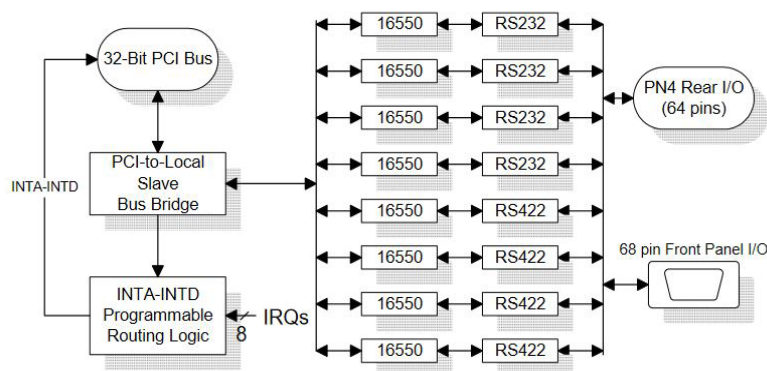 32-Bit PCI Bus
INTA-INTD
PCI-to-Local
Slave
Bus Bridge
INTA-INTD
Programmable
Routing Logic
8
IRQs
16550 RS232
16550 RS232
16550 RS232
16550 RS232
16550 RS422
16550 RS422
16550 RS422
16550 RS422
PN4 Rear I/O
(64 pins)
68 pin Front Panel I/O